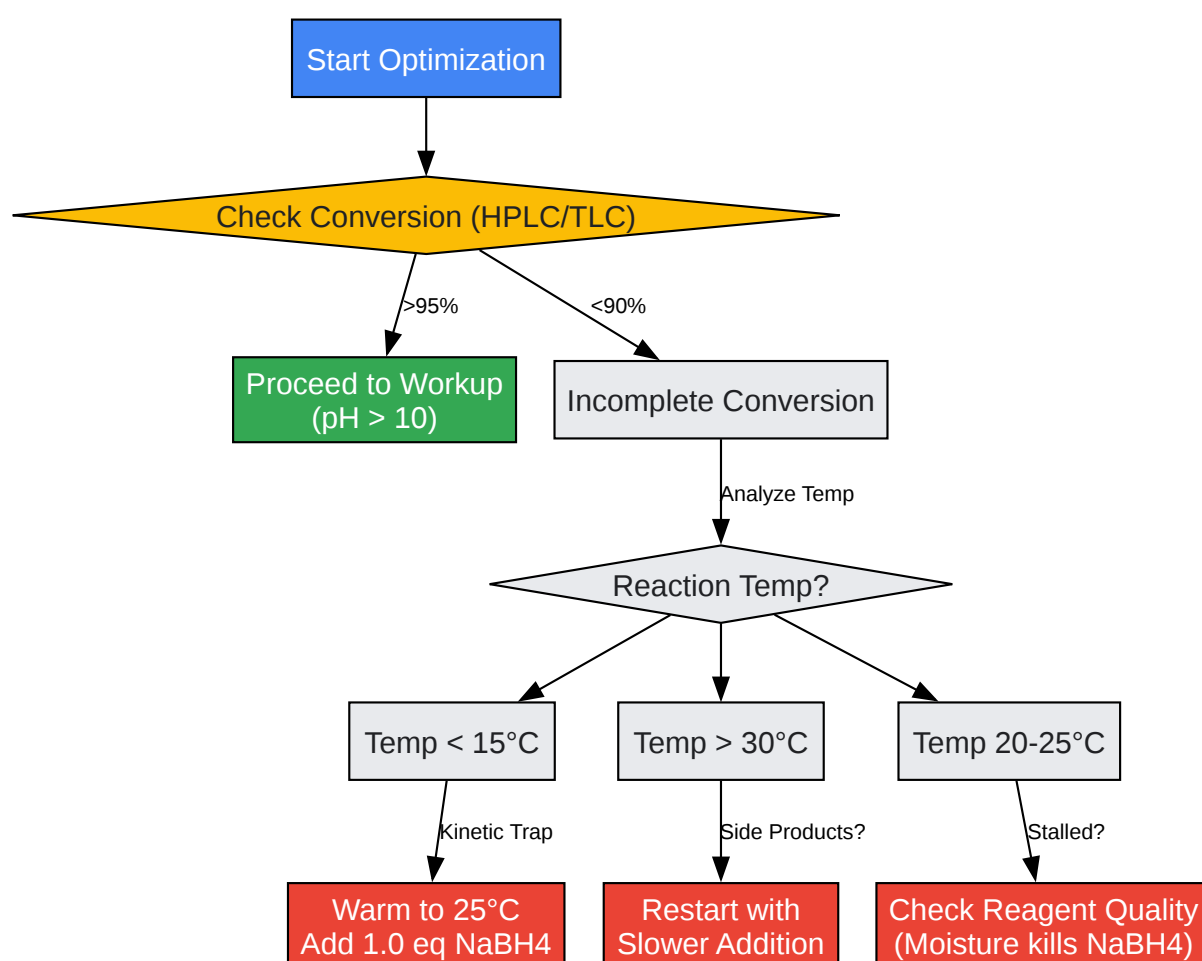 Start Optimization
Check Conversion (HPLC/TLC)
>95%
<90%
Proceed to Workup
(pH > 10)
Incomplete Conversion
Analyze Temp
Reaction Temp?
Temp < 15°C
Temp > 30°C
Temp 20-25°C
Kinetic Trap
Side Products?
Stalled?
Warm to 25°C
Add 1.0 eq NaBH4
Restart with
Slower Addition
Check Reagent Quality
(Moisture kills NaBH4)